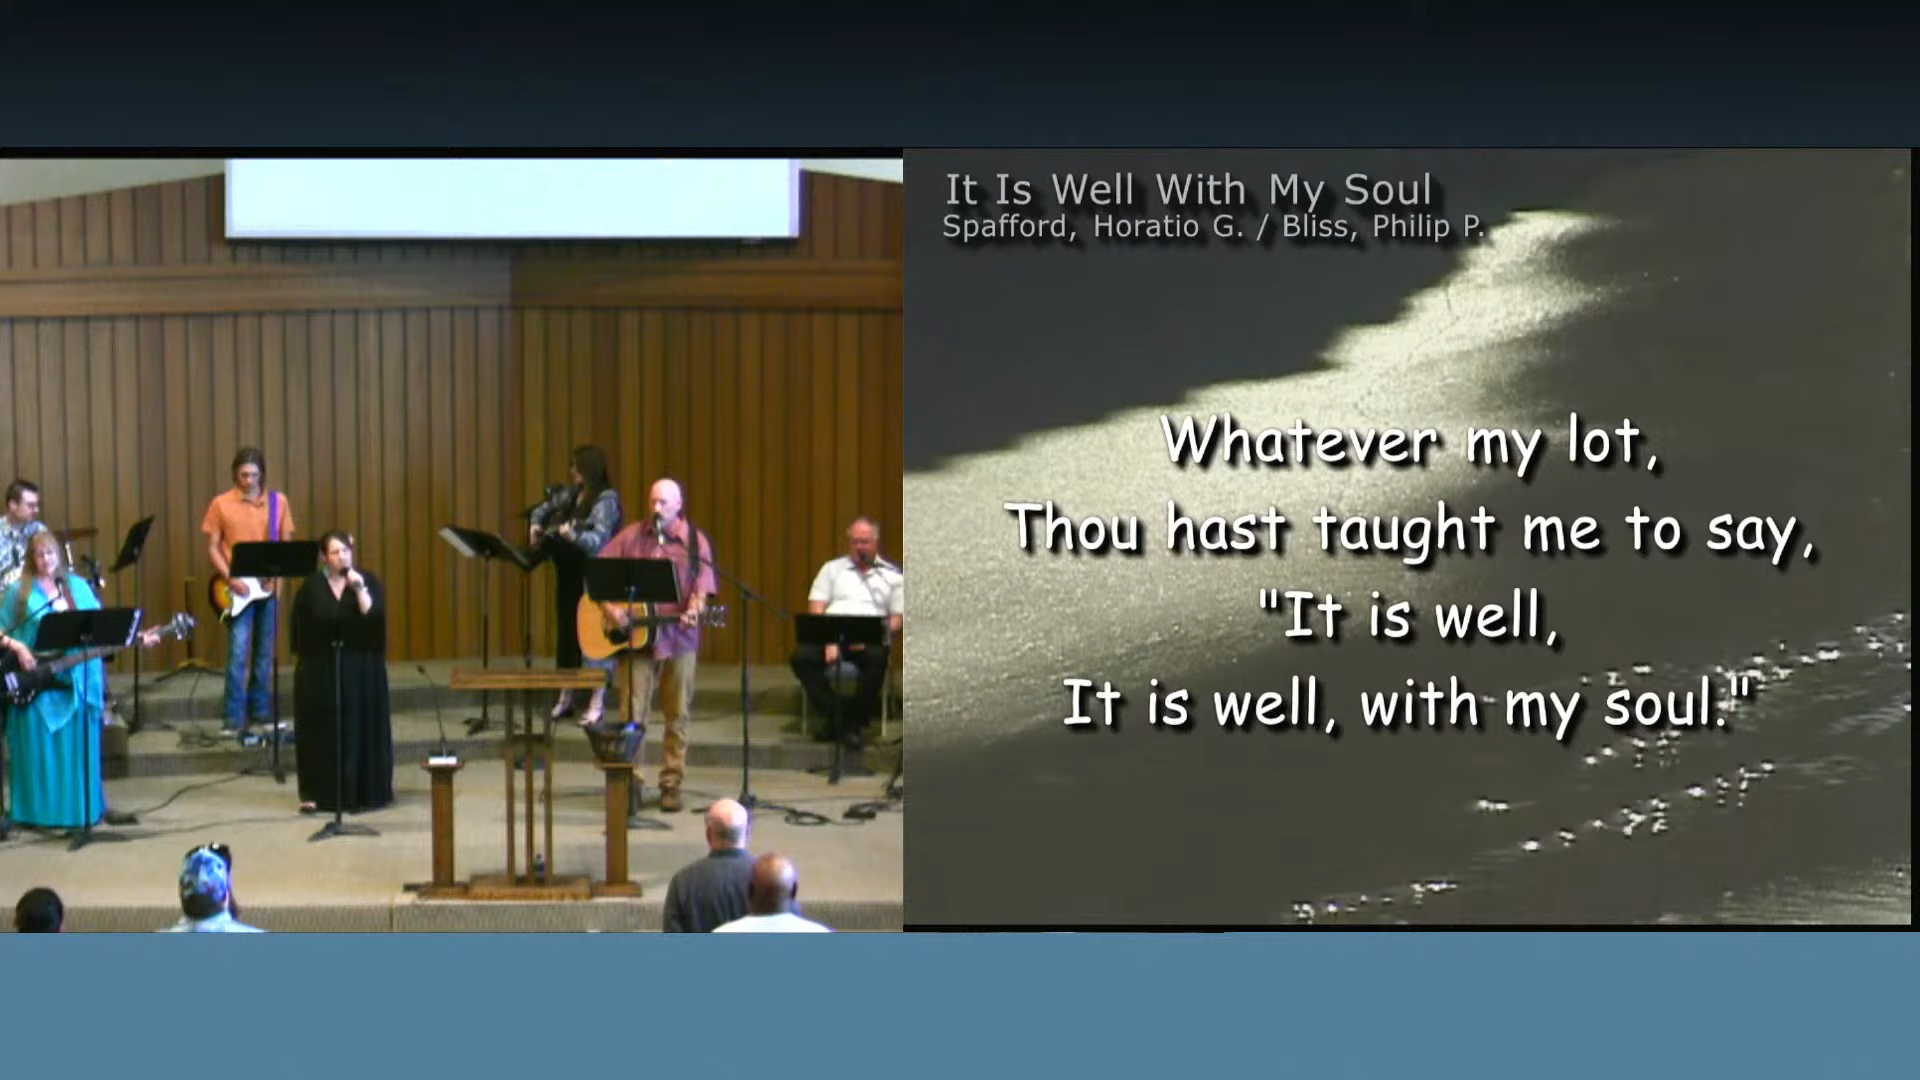 It Is Well With My Soul
Spafford, Horatio G. / Bliss, Philip P.
Whatever my lot,
Thou hast taught me to say,
"It is well,
It is well, with my soul."